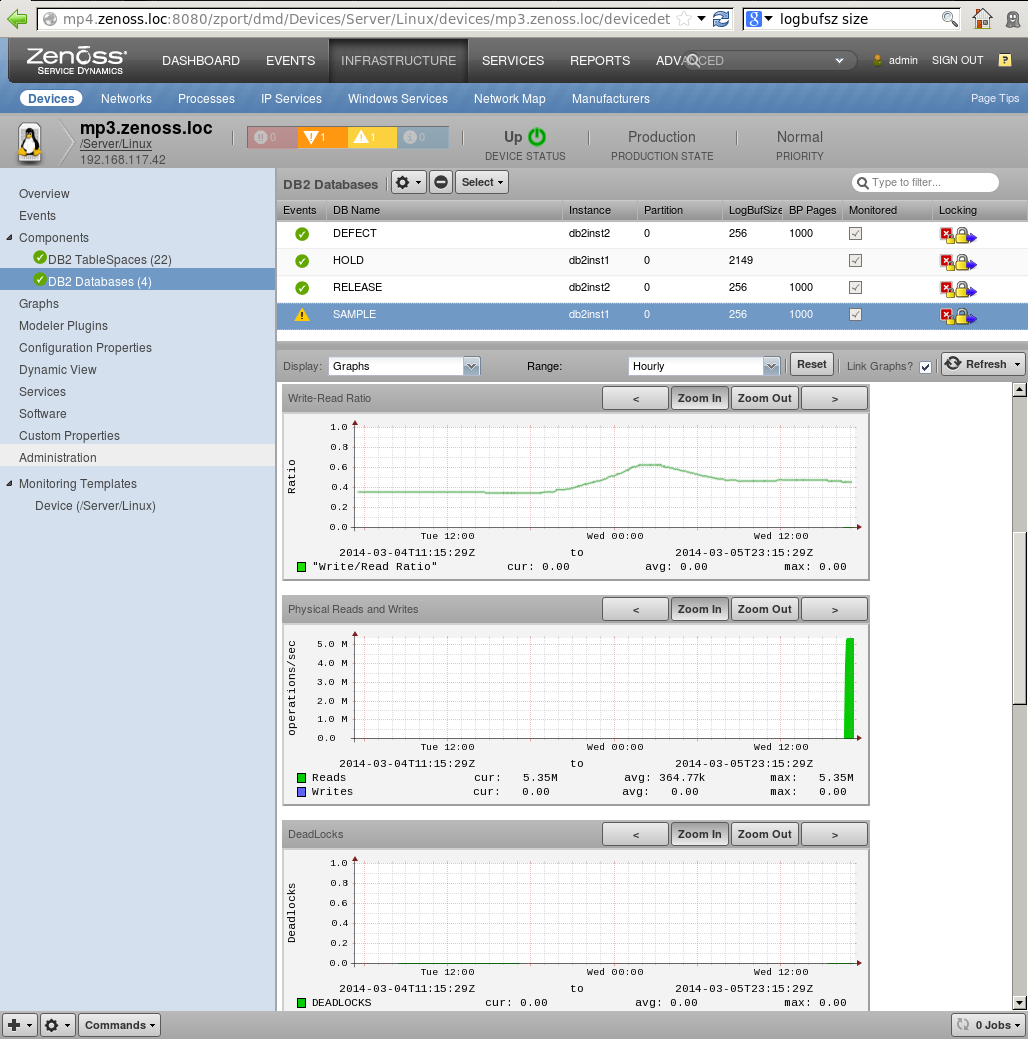 mp4.zenoss.loc:8080/zport/dmd/Devices/Server/Linux/devices/mp3.zenoss.loc/devicedet
8 logbufsz size
Zenoss
SERVICE DYNAMICS
DASHBOARD EVENTS INFRASTRUCTURE SERVICES REPORTS ADVANCED admin SIGN OUT ?
Devices Networks Processes IP Services Windows Services Network Map Manufacturers Page Tips
mp3.zenoss.loc
/Server/Linux
192.168.117.42
0 1 1 0
Up
DEVICE STATUS
Production
PRODUCTION STATE
Normal
PRIORITY
Overview
Events
Components
DB2 TableSpaces (22)
DB2 Databases (4)
Graphs
Modeler Plugins
Configuration Properties
Dynamic View
Services
Software
Custom Properties
Administration
Monitoring Templates
Device (/Server/Linux)
DB2 Databases Select Type to filter...
Events DB Name Instance Partition LogBufSize BP Pages Monitored Locking
DEFECT db2inst2 0 256 1000
HOLD db2inst1 0 2149
RELEASE db2inst2 0 256 1000
SAMPLE db2inst1 0 256 1000
Display: Graphs Range: Hourly Reset Link Graphs? Refresh
Write-Read Ratio < Zoom In Zoom Out >
Ratio
1.0
0.8
0.6
0.4
0.2
0.0
Tue 12:00 Wed 00:00 Wed 12:00
2014-03-04T11:15:29Z to 2014-03-05T23:15:29Z
"Write/Read Ratio" cur: 0.00 avg: 0.00 max: 0.00
Physical Reads and Writes < Zoom In Zoom Out >
operations/sec
5.0 M
4.0 M
3.0 M
2.0 M
1.0 M
0.0
Tue 12:00 Wed 00:00 Wed 12:00
2014-03-04T11:15:29Z to 2014-03-05T23:15:29Z
Reads cur: 5.35M avg: 364.77k max: 5.35M
Writes cur: 0.00 avg: 0.00 max: 0.00
DeadLocks < Zoom In Zoom Out >
Deadlocks
1.0
0.8
0.6
0.4
0.2
0.0
Tue 12:00 Wed 00:00 Wed 12:00
2014-03-04T11:15:29Z to 2014-03-05T23:15:29Z
DEADLOCKS cur: 0.00 avg: 0.00 max: 0.00
Commands 0 Jobs